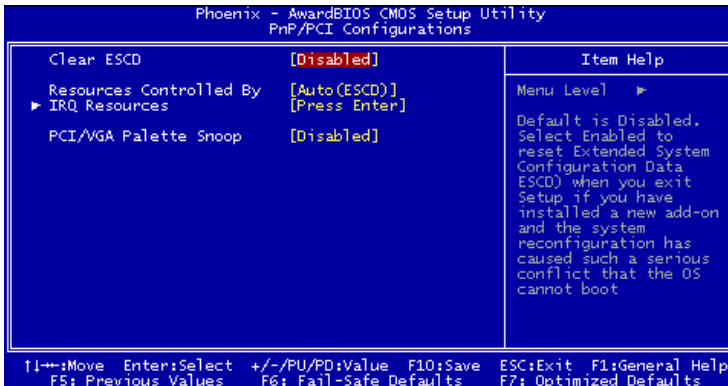 Phoenix - AwardBIOS CMOS Setup Utility
PnP/PCI Configurations
Clear ESCD [Disabled]
Resources Controlled By [Auto(ESCD)]
► IRQ Resources [Press Enter]
PCI/VGA Palette Snoop [Disabled]
Item Help
Menu Level ►
Default is Disabled.
Select Enabled to
reset Extended System
Configuration Data
ESCD) when you exit
Setup if you have
installed a new add-on
and the system
reconfiguration has
caused such a serious
conflict that the OS
cannot boot
↑↓→←:Move Enter:Select +/-/PU/PD:Value F10:Save ESC:Exit F1:General Help
F5: Previous Values F6: Fail-Safe Defaults F7: Optimized Defaults